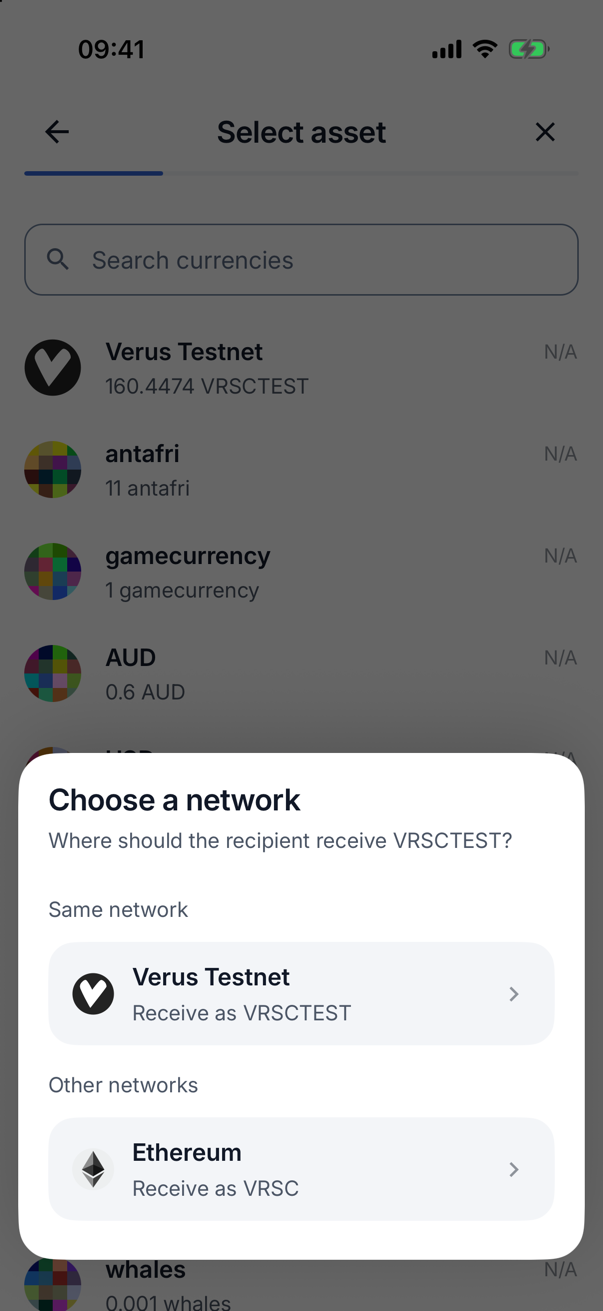 09:41
Select asset
Search currencies
Verus Testnet
N/A
160.4474 VRSCTEST
antafri
N/A
11 antafri
gamecurrency
N/A
1 gamecurrency
AUD
N/A
0.6 AUD
Choose a network
Where should the recipient receive VRSCTEST?
Same network
Verus Testnet
Receive as VRSCTEST
Other networks
Ethereum
Receive as VRSC
whales
N/A
0.001 whales